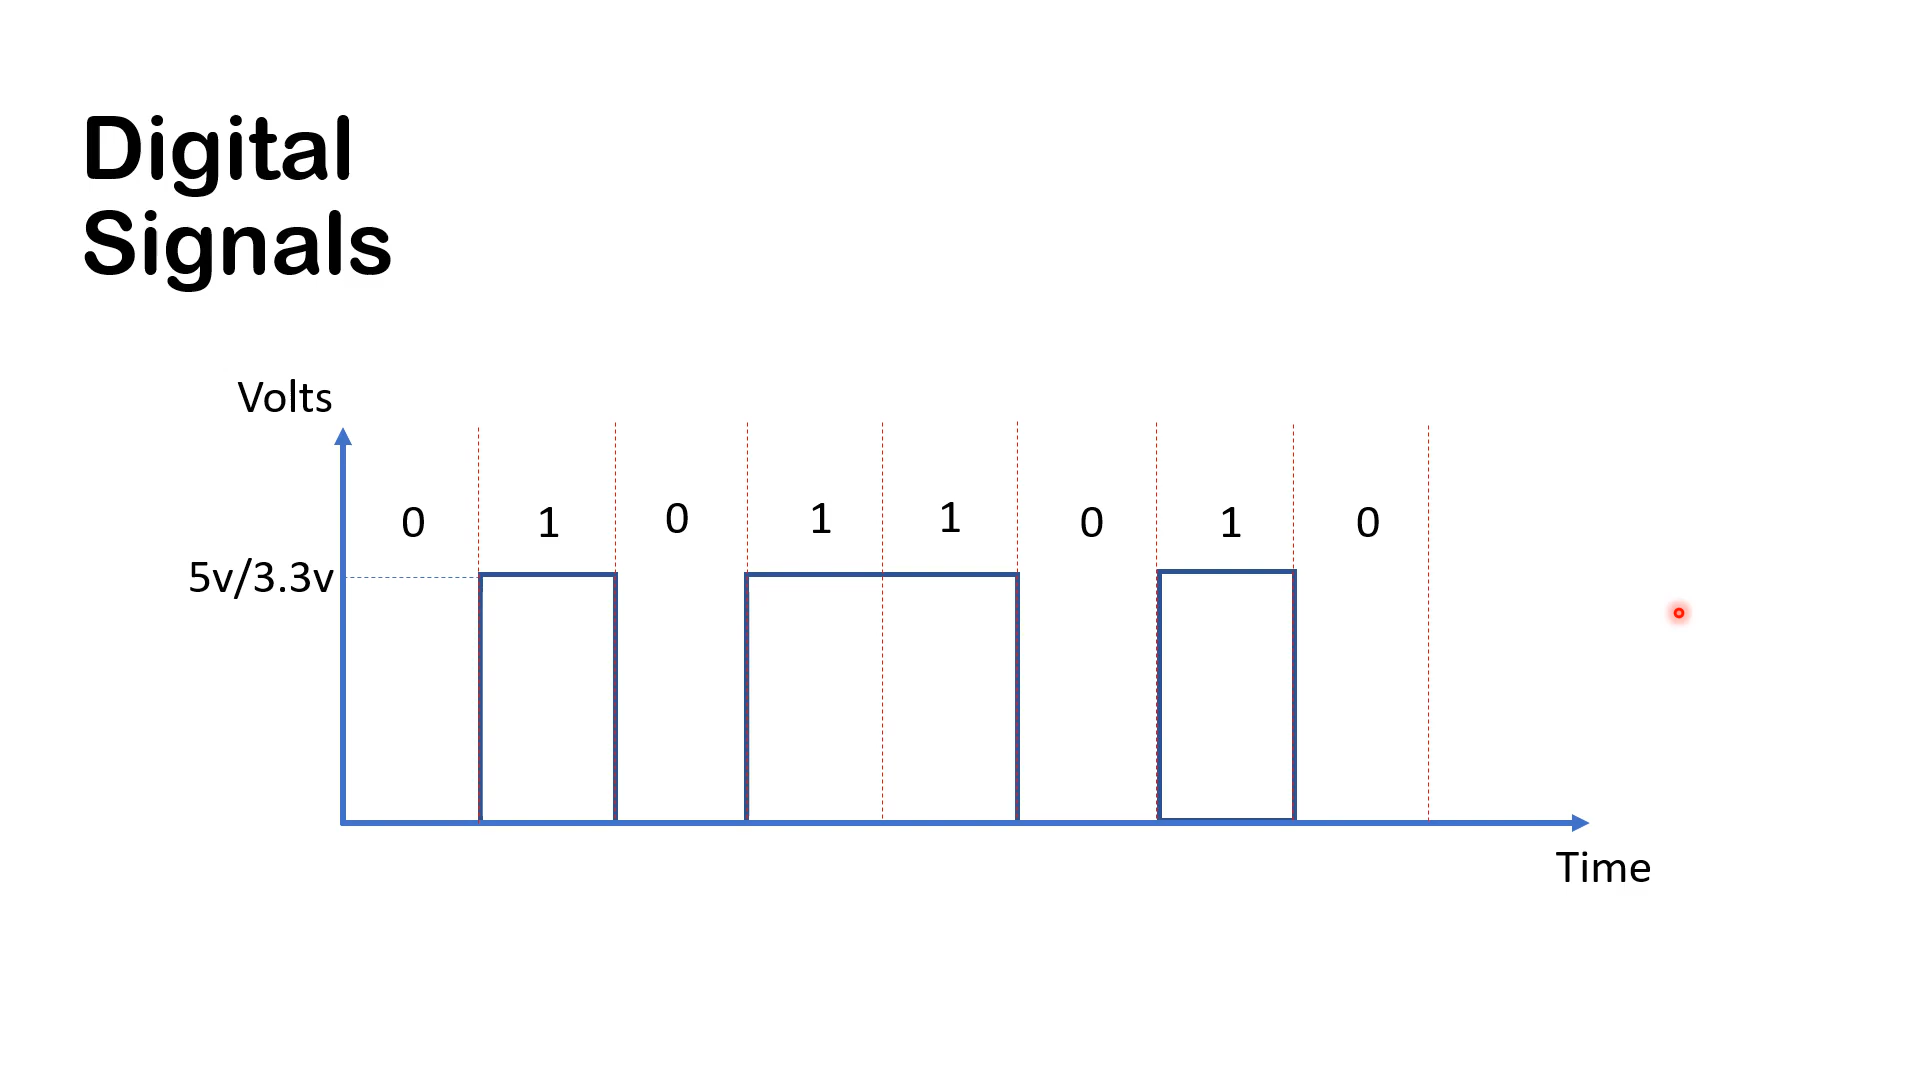 Digital
Signals
Volts
0 1 0 1 1 0 1 0
5v/3.3v
Time